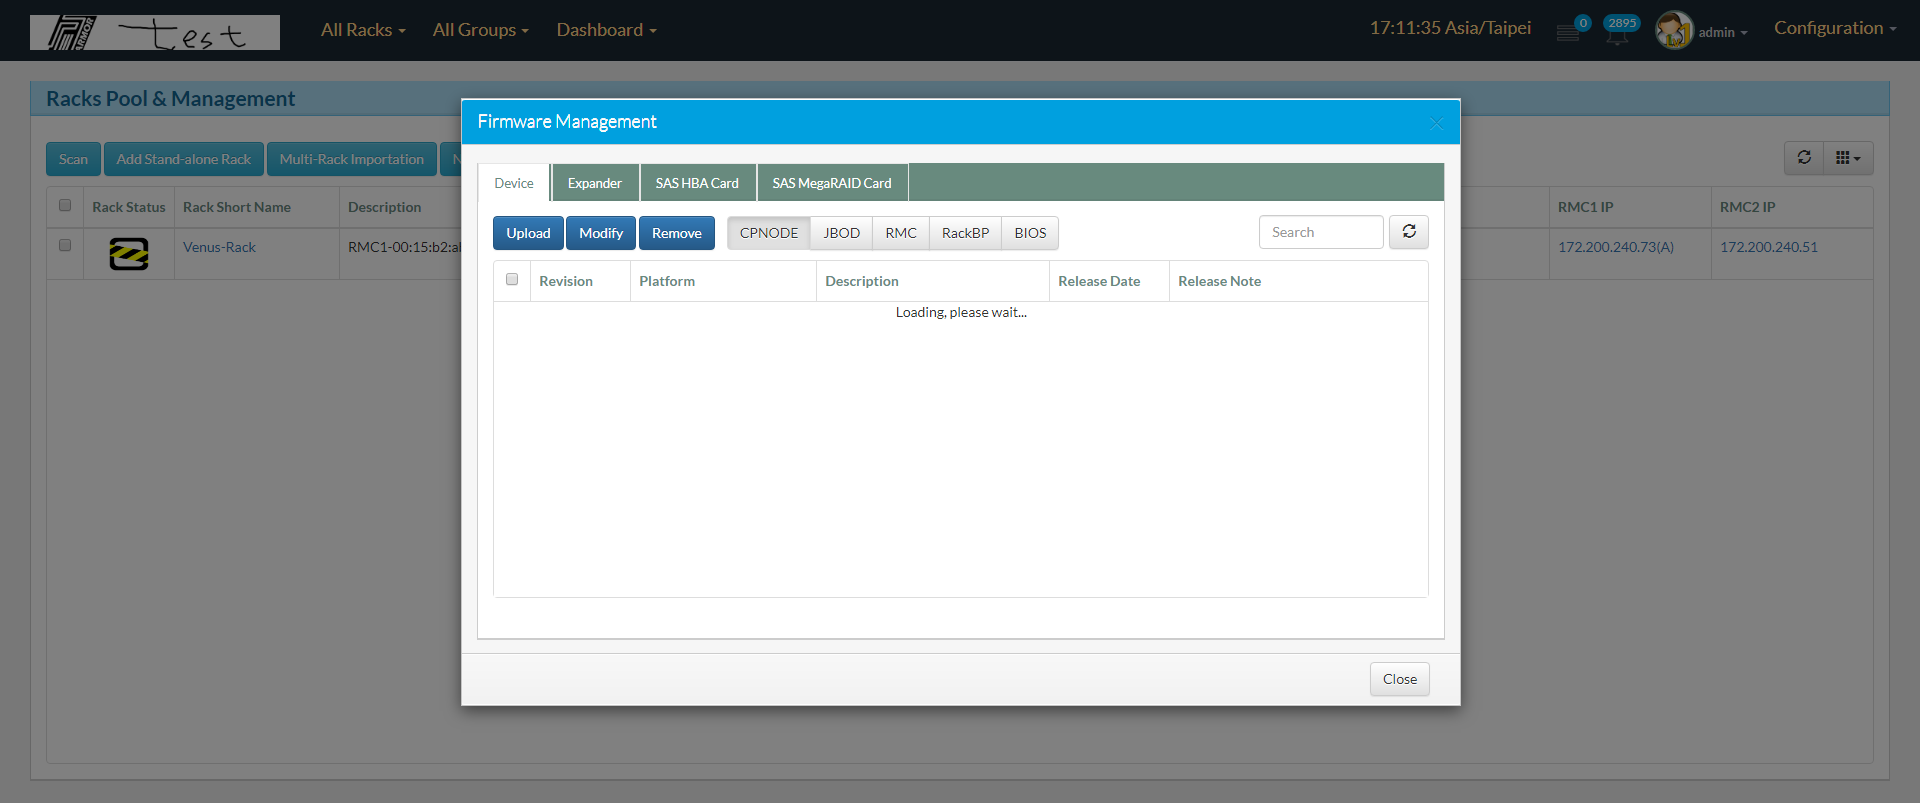 ARMOR test All Racks All Groups Dashboard 17:11:35 Asia/Taipei 0 2895 admin Configuration
Racks Pool & Management
Firmware Management
Scan Add Stand-alone Rack Multi-Rack Importation
Device Expander SAS HBA Card SAS MegaRAID Card
Rack Status Rack Short Name Description RMC1 IP RMC2 IP
Upload Modify Remove CPNODE JBOD RMC RackBP BIOS Search
Venus-Rack RMC1-00:15:b2:a 172.200.240.73(A) 172.200.240.51
Revision Platform Description Release Date Release Note
Loading, please wait...
Close